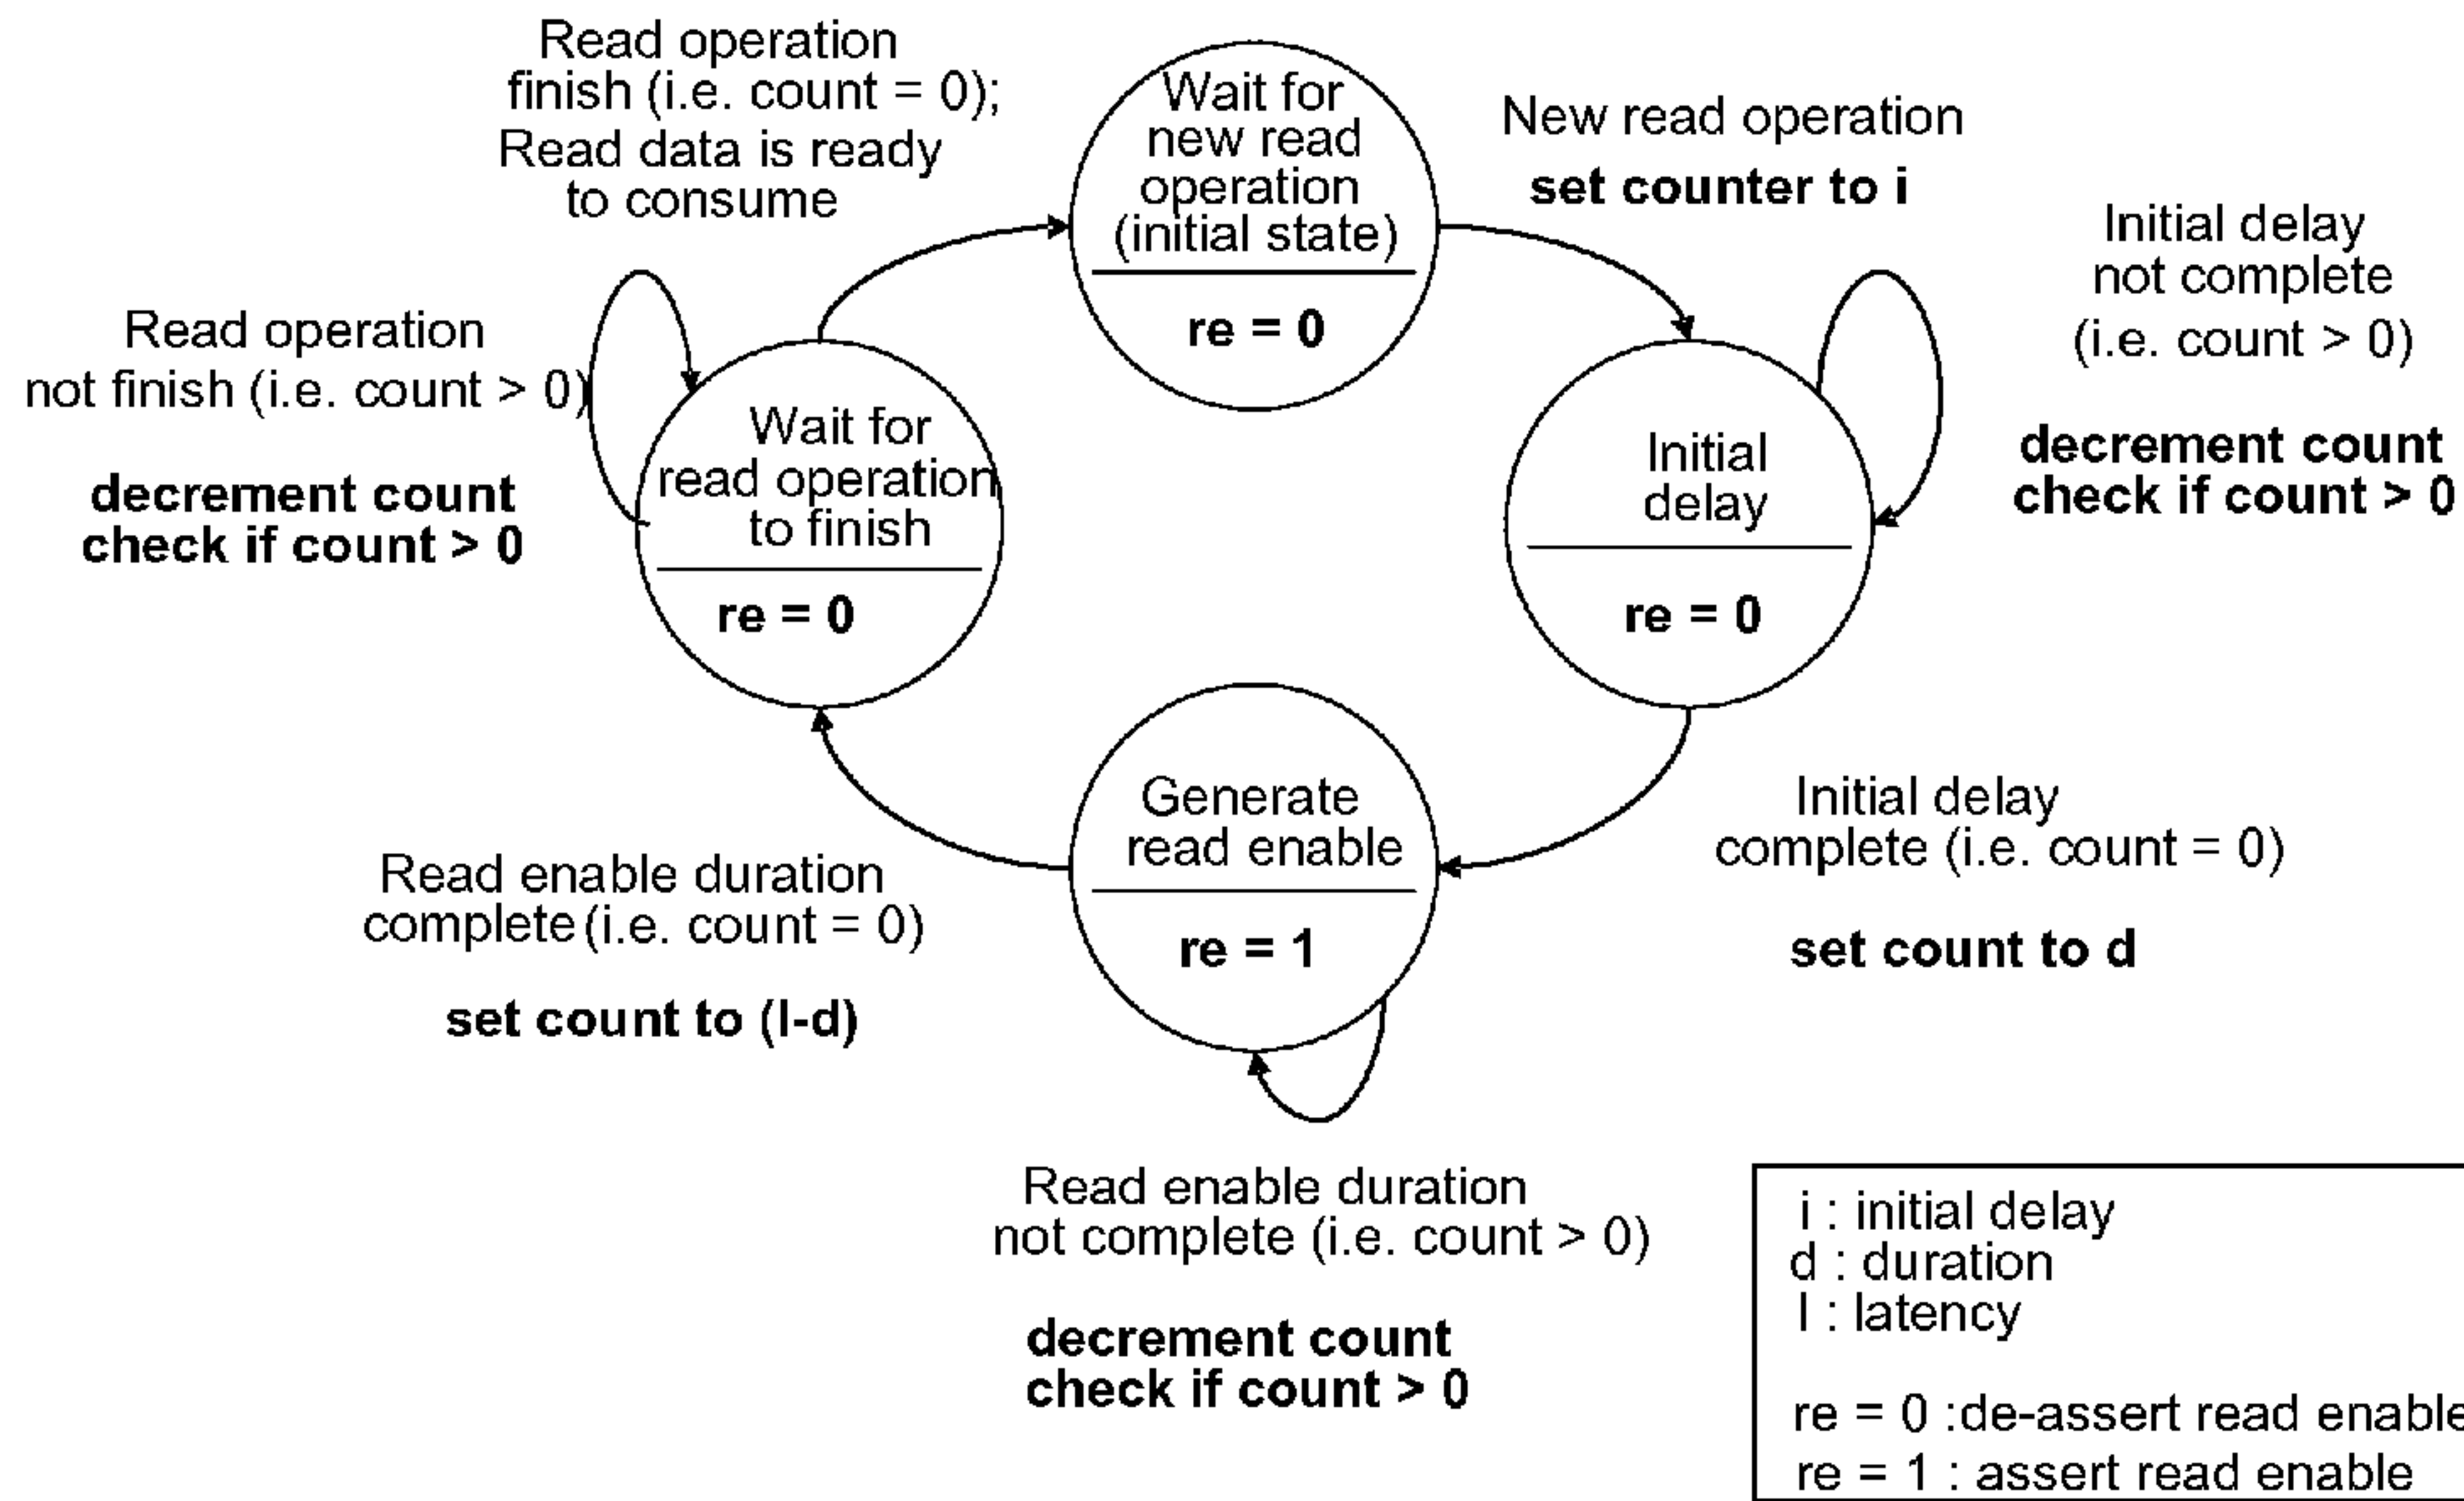 Read operation
finish (i.e. count = 0);
Read data is ready
to consume
Wait for
new read
operation
(initial state)
re = 0
New read operation
set counter to i
Initial delay
not complete
(i.e. count > 0)
decrement count
check if count > 0
Read operation
not finish (i.e. count > 0)
decrement count
check if count > 0
Wait for
read operation
to finish
re = 0
Initial
delay
re = 0
Generate
read enable
re = 1
Initial delay
complete (i.e. count = 0)
set count to d
Read enable duration
complete (i.e. count = 0)
set count to (l-d)
Read enable duration
not complete (i.e. count > 0)
decrement count
check if count > 0
i : initial delay
d : duration
l : latency
re = 0 :de-assert read enable
re = 1 : assert read enable